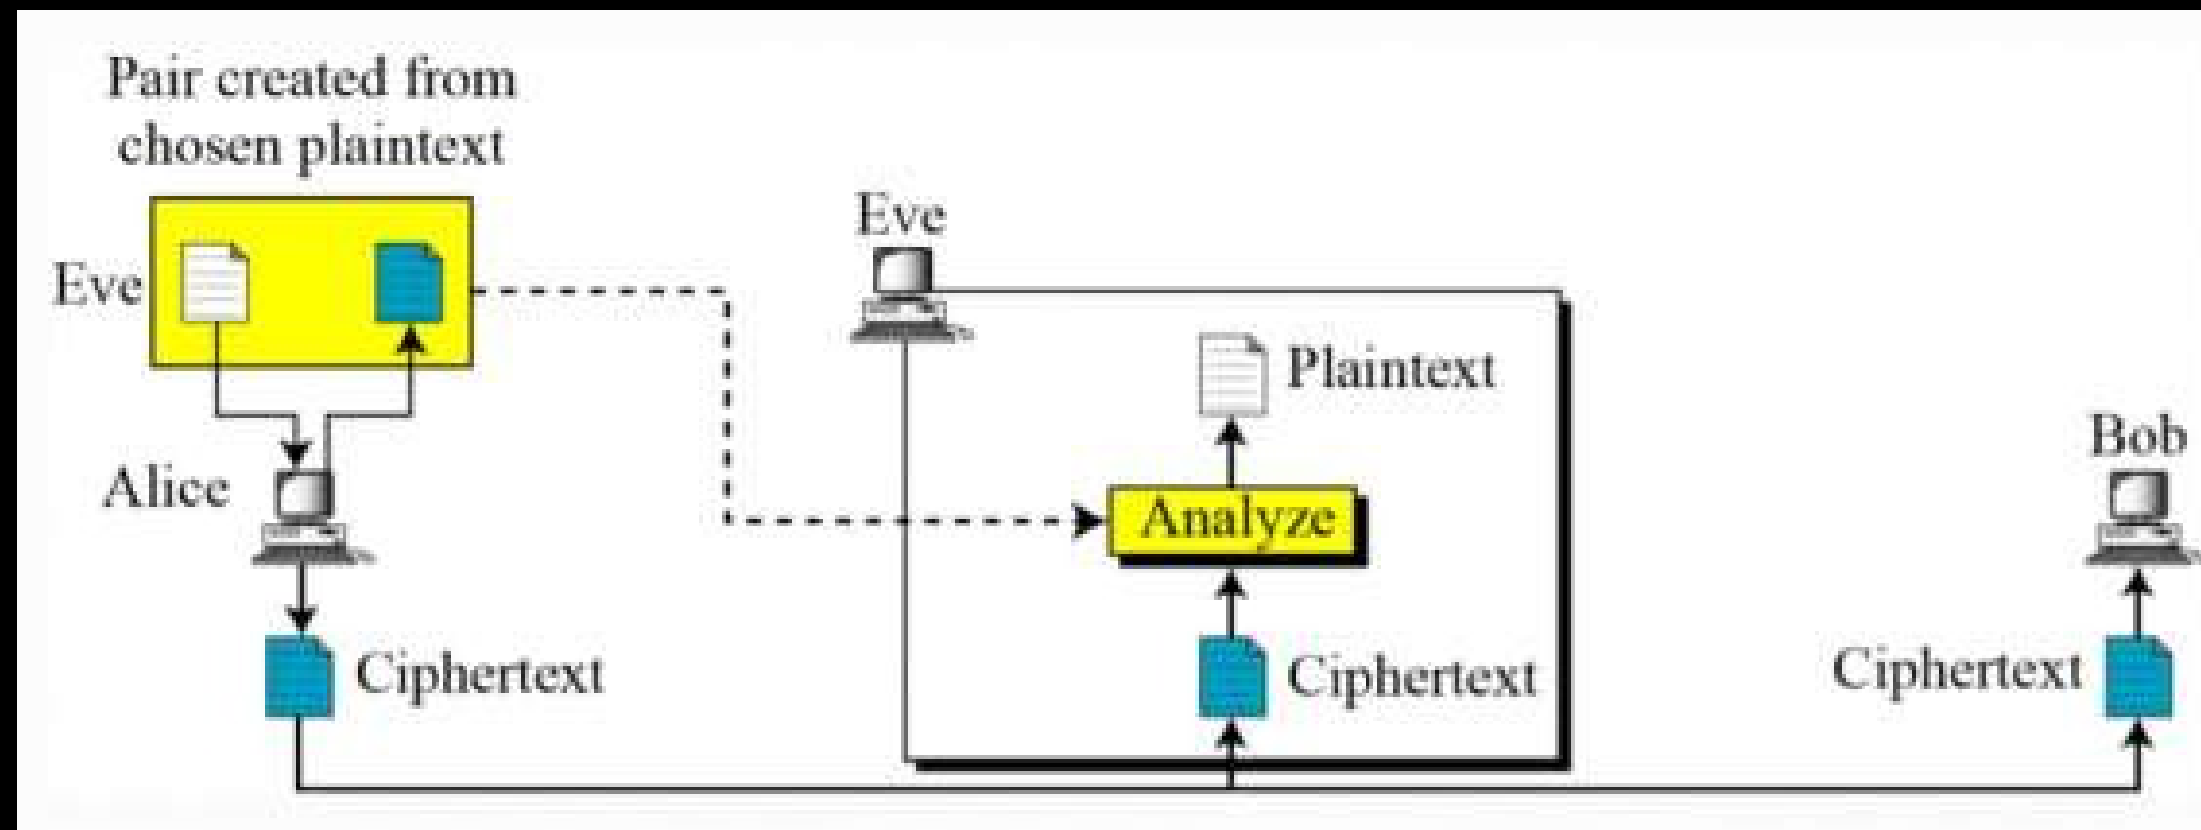 Pair created from
chosen plaintext
Eve
Eve
Plaintext
Alice
Analyze
Bob
Ciphertext
Ciphertext
Ciphertext